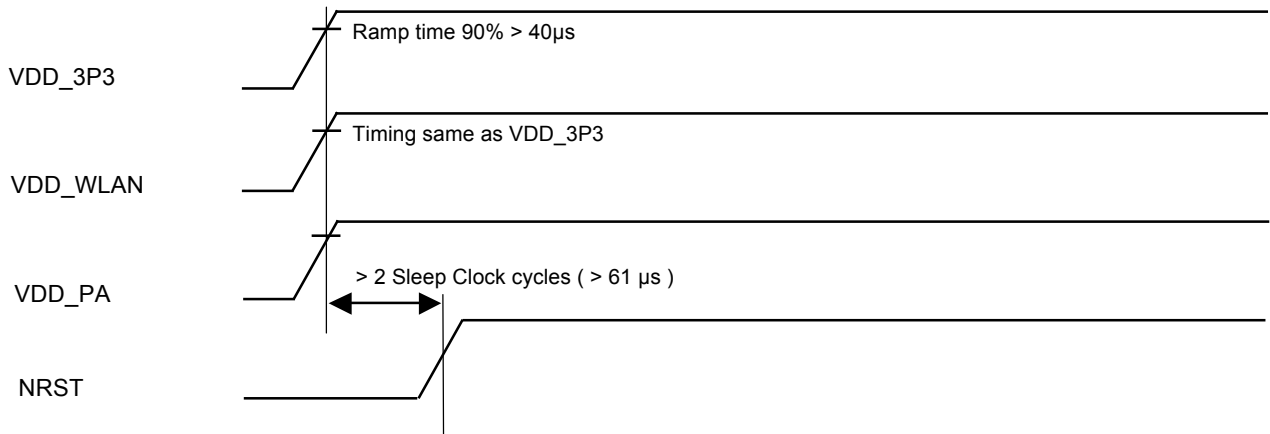 Ramp time 90% > 40µs
VDD_3P3
Timing same as VDD_3P3
VDD_WLAN
> 2 Sleep Clock cycles ( > 61 µs )
VDD_PA
NRST